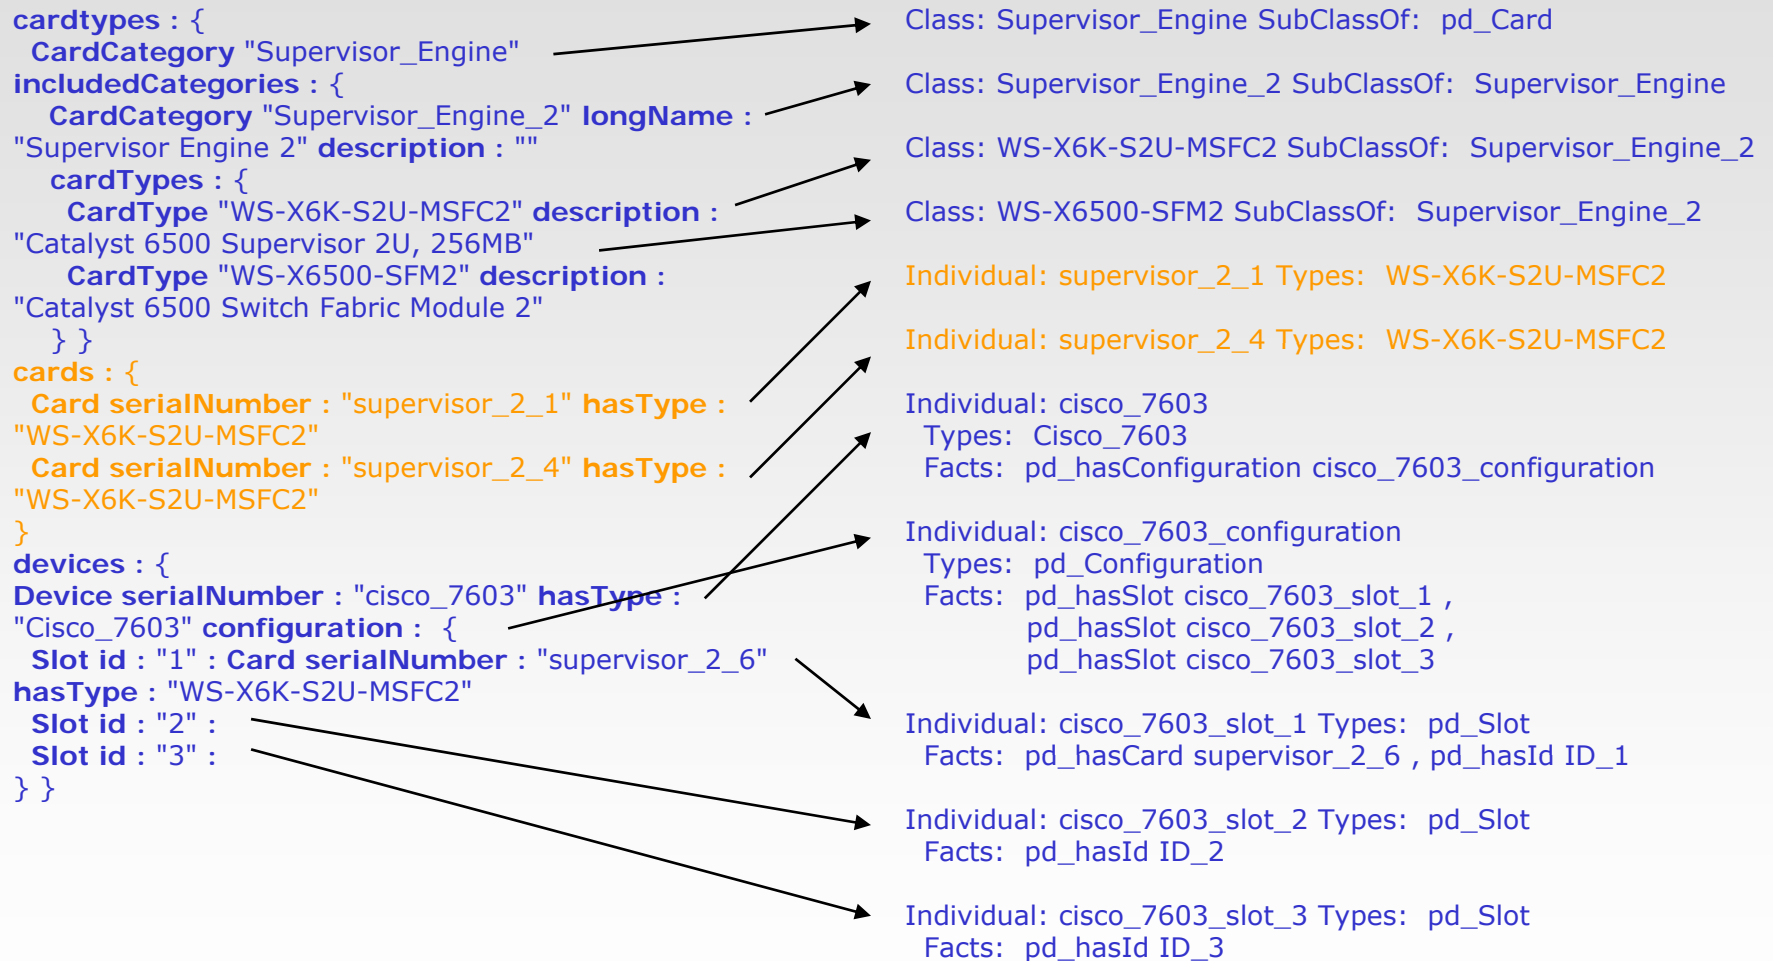 cardtypes : {
CardCategory "Supervisor_Engine"
includedCategories : {
CardCategory "Supervisor_Engine_2" longName :
"Supervisor Engine 2" description : ""
cardTypes : {
CardType "WS-X6K-S2U-MSFC2" description :
"Catalyst 6500 Supervisor 2U, 256MB"
CardType "WS-X6500-SFM2" description :
"Catalyst 6500 Switch Fabric Module 2"
} }
cards : {
Card serialNumber : "supervisor_2_1" hasType :
"WS-X6K-S2U-MSFC2"
Card serialNumber : "supervisor_2_4" hasType :
"WS-X6K-S2U-MSFC2"
}
devices : {
Device serialNumber : "cisco_7603" hasType :
"Cisco_7603" configuration : {
Slot id : "1" : Card serialNumber : "supervisor_2_6"
hasType : "WS-X6K-S2U-MSFC2"
Slot id : "2" :
Slot id : "3" :
} }
Class: Supervisor_Engine SubClassOf: pd_Card
Class: Supervisor_Engine_2 SubClassOf: Supervisor_Engine
Class: WS-X6K-S2U-MSFC2 SubClassOf: Supervisor_Engine_2
Class: WS-X6500-SFM2 SubClassOf: Supervisor_Engine_2
Individual: supervisor_2_1 Types: WS-X6K-S2U-MSFC2
Individual: supervisor_2_4 Types: WS-X6K-S2U-MSFC2
Individual: cisco_7603
Types: Cisco_7603
Facts: pd_hasConfiguration cisco_7603_configuration
Individual: cisco_7603_configuration
Types: pd_Configuration
Facts: pd_hasSlot cisco_7603_slot_1 ,
pd_hasSlot cisco_7603_slot_2 ,
pd_hasSlot cisco_7603_slot_3
Individual: cisco_7603_slot_1 Types: pd_Slot
Facts: pd_hasCard supervisor_2_6 , pd_hasId ID_1
Individual: cisco_7603_slot_2 Types: pd_Slot
Facts: pd_hasId ID_2
Individual: cisco_7603_slot_3 Types: pd_Slot
Facts: pd_hasId ID_3